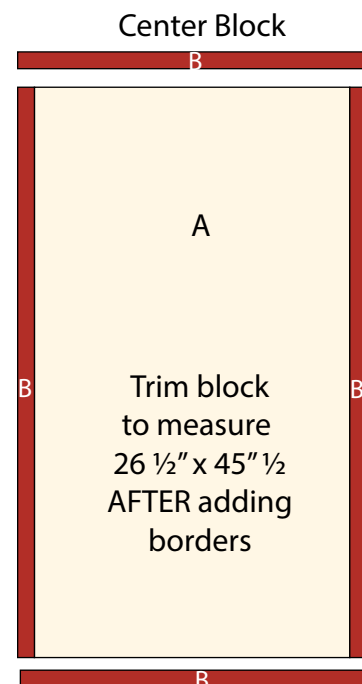 Center Block
B
A
B
B
Trim block
to measure
26 ½” x 45” ½
AFTER adding
borders
B